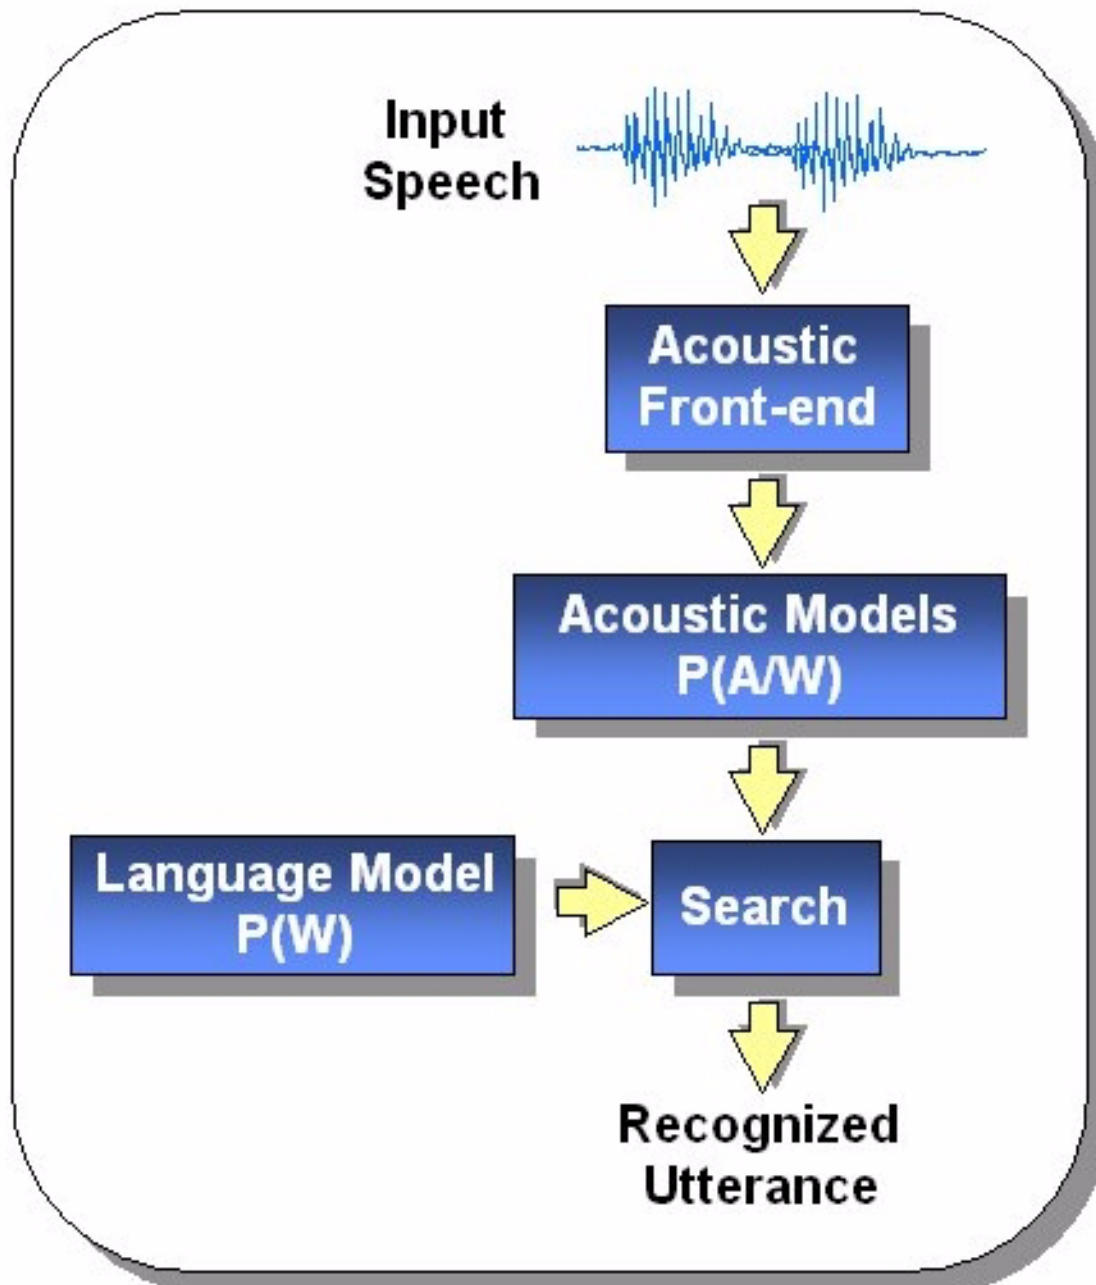 Input
Speech
Acoustic
Front-end
Acoustic Models
P(A/W)
Language Model
P(W)
Search
Recognized
Utterance